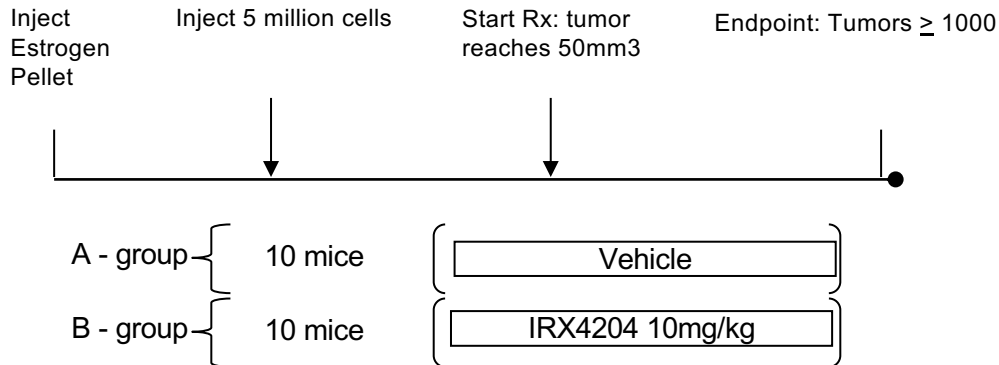 Inject
Estrogen
Pellet
Inject 5 million cells
Start Rx: tumor
reaches 50mm3
Endpoint: Tumors ≥ 1000
A - group
10 mice
Vehicle
B - group
10 mice
IRX4204 10mg/kg